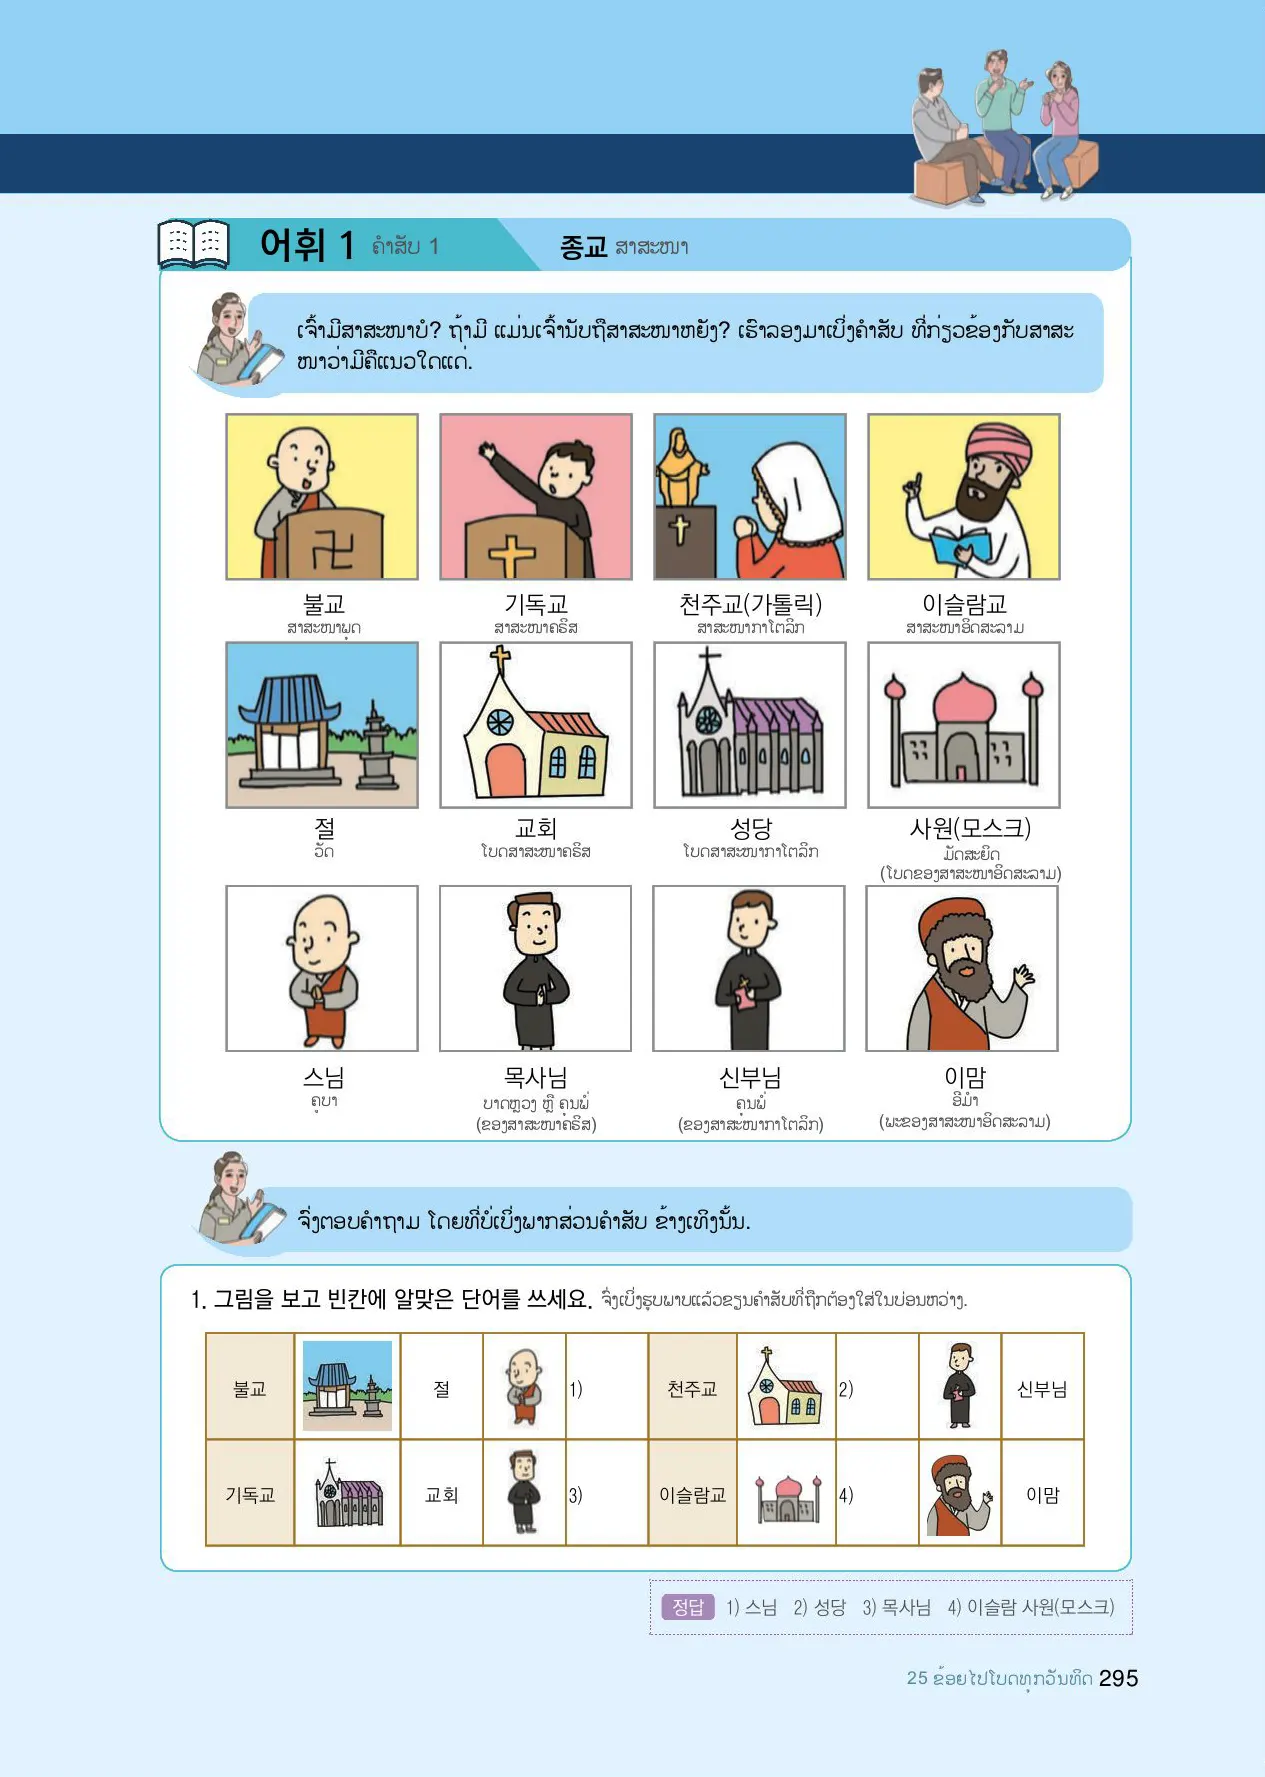 어휘 1 ຄຳສັບ 1 종교 ສາສະໜາ
ເຈົ້າມີສາສະໜາບໍ? ຖ້າມີ ແມ່ນເຈົ້ານັບຖືສາສະໜາຫຍັງ? ເຮົາລອງມາເບິ່ງຄຳສັບ ທີ່ກ່ຽວຂ້ອງກັບສາສະ
ໜາວ່າມີຄືແນວໃດແດ່.
불교 기독교 천주교(가톨릭) 이슬람교
ສາສະໜາພຸດ ສາສະໜາຄຣິສ ສາສະໜາກາໂຕລິກ ສາສະໜາອິດສະລາມ
절 교회 성당 사원(모스크)
ວັດ ໂບດສາສະໜາຄຣິສ ໂບດສາສະໜາກາໂຕລິກ ມັດສະຍິດ
(ໂບດຂອງສາສະໜາອິດສະລາມ)
스님 목사님 신부님 이맘
ຄູບາ ບາດຫຼວງ ຫຼື ຄຸນພໍ່ ຄຸນພໍ່ ອີມຳ
(ຂອງສາສະໜາຄຣິສ) (ຂອງສາສະໜາກາໂຕລິກ) (ພະຂອງສາສະໜາອິດສະລາມ)
ຈົ່ງຕອບຄຳຖາມ ໂດຍທີ່ບໍ່ເບິ່ງພາກສ່ວນຄຳສັບ ຂ້າງເທິງນັ້ນ.
1. 그림을 보고 빈칸에 알맞은 단어를 쓰세요. ຈົ່ງເບິ່ງຮູບພາບແລ້ວຂຽນຄຳສັບທີ່ຖືກຕ້ອງໃສ່ໃນບ່ອນຫວ່າງ.
불교 절 1) 천주교 2) 신부님
기독교 교회 3) 이슬람교 4) 이맘
정답 1) 스님 2) 성당 3) 목사님 4) 이슬람 사원(모스크)
25 ຂ້ອຍໄປໂບດທຸກວັນທິດ 295